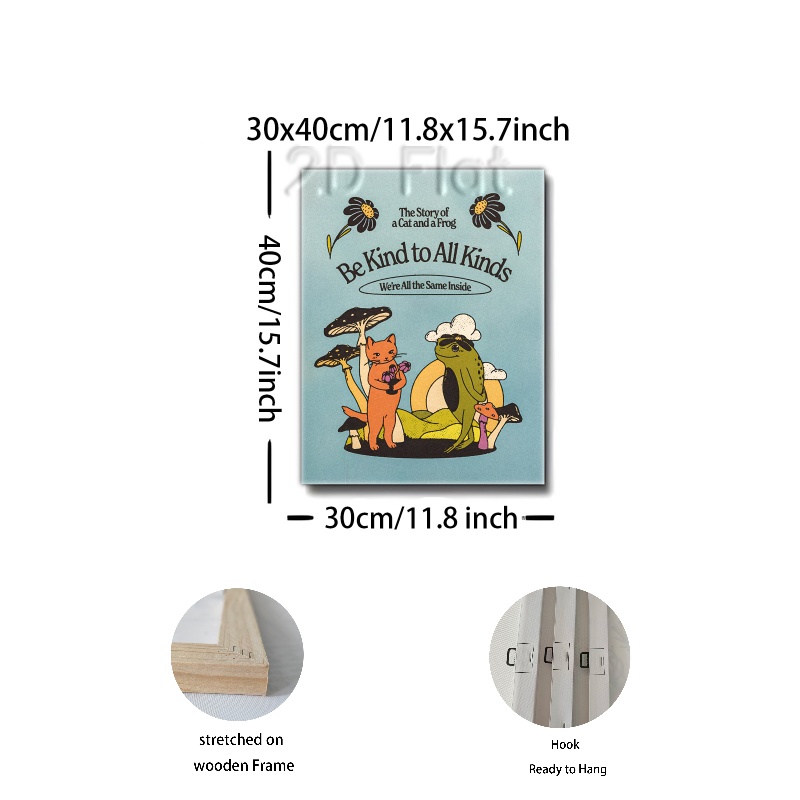 30x40cm/11.8x15.7inch
2D Flat
The Story of
a Cat and a Frog
Be Kind to All Kinds
We're All the Same Inside
40cm/15.7inch
30cm/11.8 inch
stretched on
wooden Frame
Hook
Ready to Hang